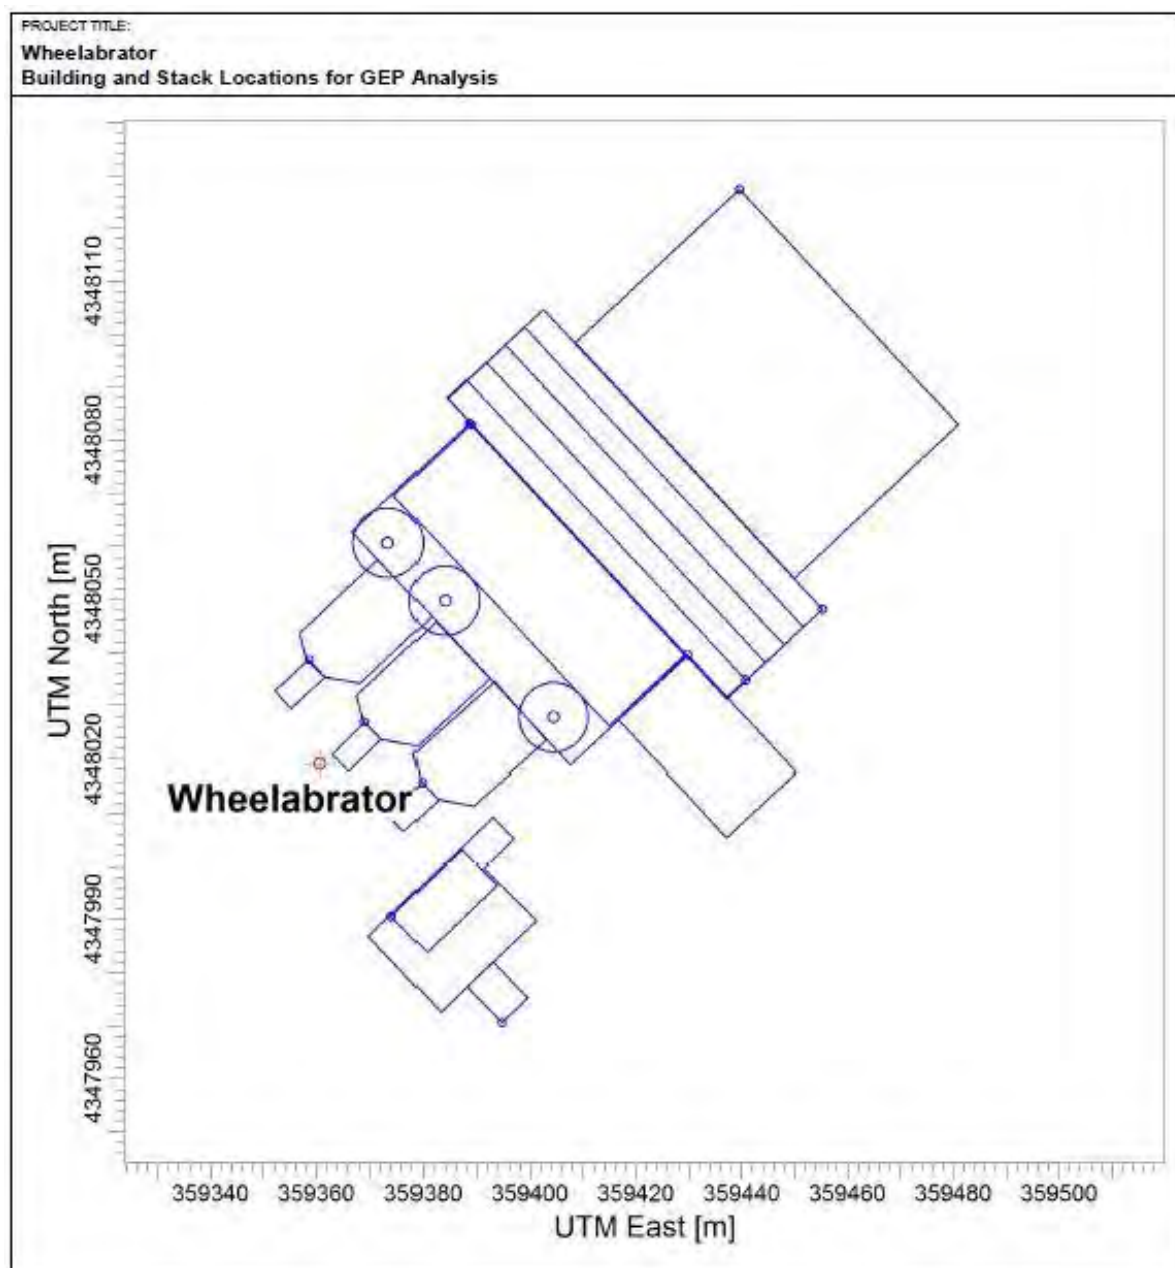 PROJECT TITLE:
Wheelabrator
Building and Stack Locations for GEP Analysis
4348110
4348080
4348050
4348020
4347990
4347960
UTM North [m]
Wheelabrator
359340 359360 359380 359400 359420 359440 359460 359480 359500
UTM East [m]